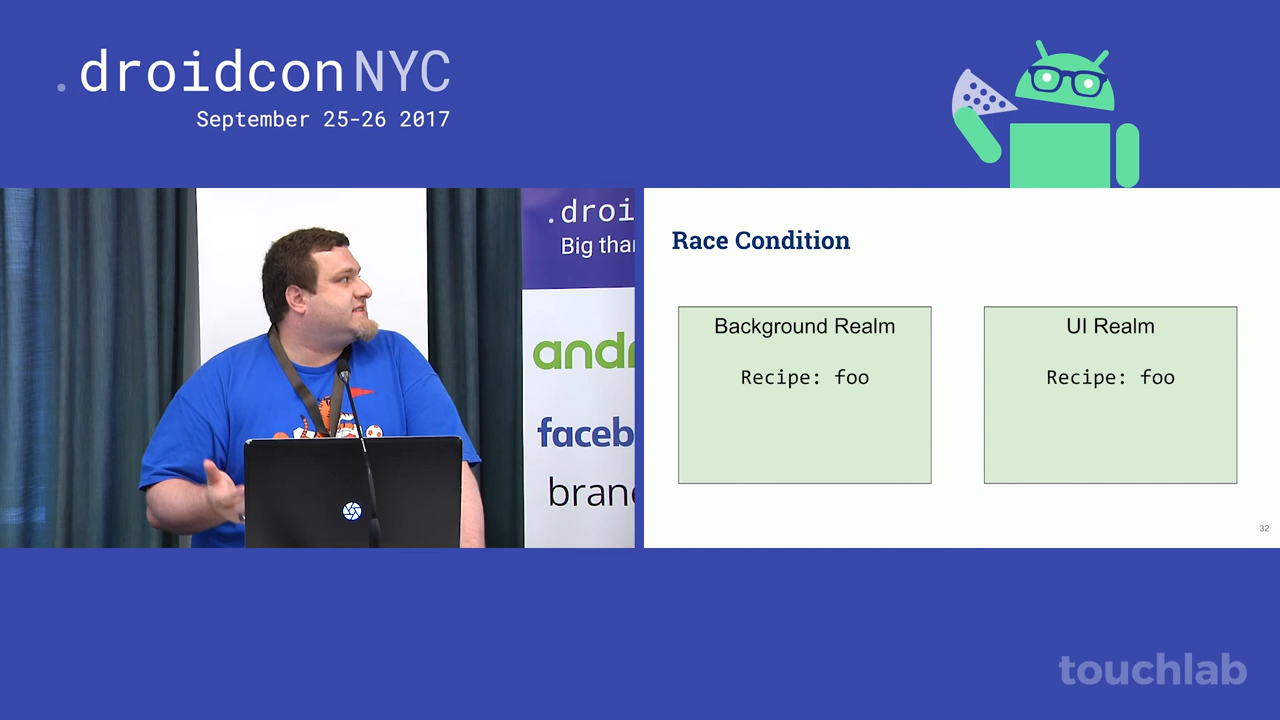 .droidconNYC
September 25-26 2017
.droi
Big than
andr
faceb
branc
Race Condition
Background Realm
Recipe: foo
UI Realm
Recipe: foo
32
touchlab